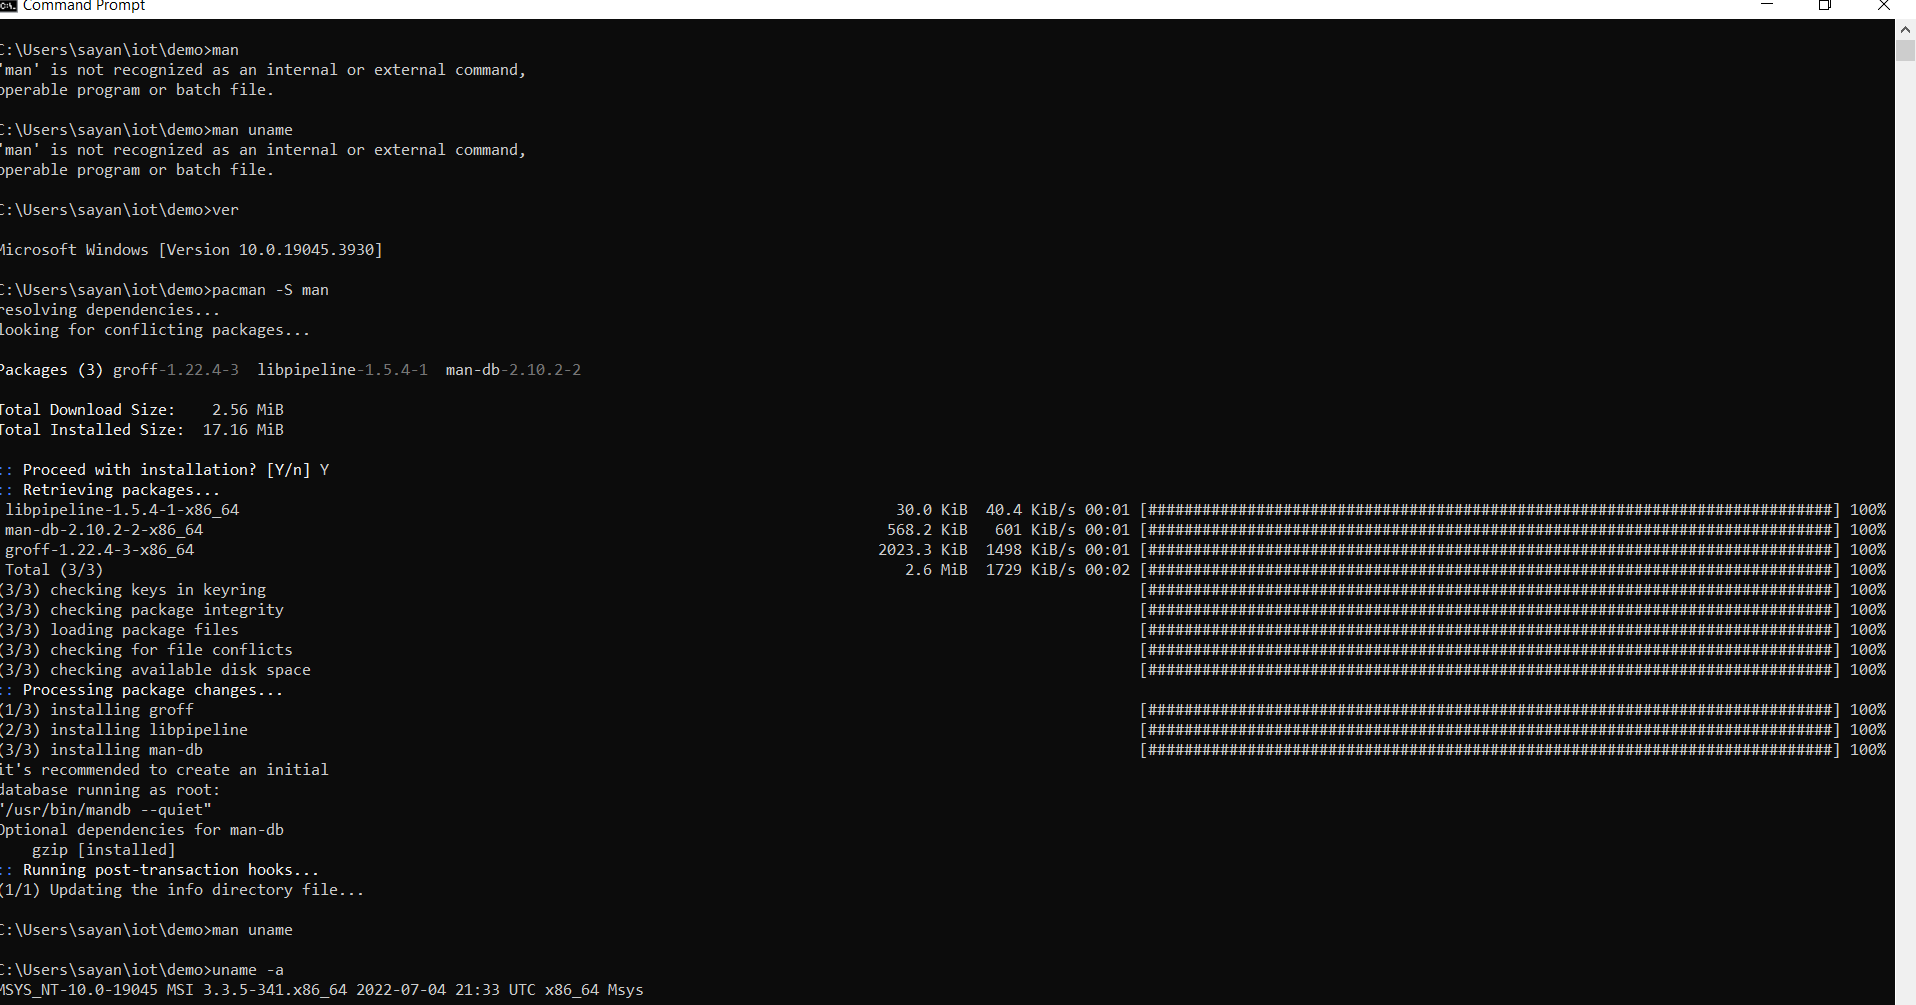 Command Prompt
C:\Users\sayan\iot\demo>man
'man' is not recognized as an internal or external command,
operable program or batch file.
C:\Users\sayan\iot\demo>man uname
'man' is not recognized as an internal or external command,
operable program or batch file.
C:\Users\sayan\iot\demo>ver
Microsoft Windows [Version 10.0.19045.3930]
C:\Users\sayan\iot\demo>pacman -S man
resolving dependencies...
looking for conflicting packages...
Packages (3) groff-1.22.4-3  libpipeline-1.5.4-1  man-db-2.10.2-2
Total Download Size:    2.56 MiB
Total Installed Size:  17.16 MiB
:: Proceed with installation? [Y/n] Y
:: Retrieving packages...
libpipeline-1.5.4-1-x86_64 30.0 KiB  40.4 KiB/s 00:01 [############################################################################] 100%
man-db-2.10.2-2-x86_64 568.2 KiB   601 KiB/s 00:01 [############################################################################] 100%
groff-1.22.4-3-x86_64 2023.3 KiB  1498 KiB/s 00:01 [############################################################################] 100%
Total (3/3) 2.6 MiB  1729 KiB/s 00:02 [############################################################################] 100%
(3/3) checking keys in keyring [############################################################################] 100%
(3/3) checking package integrity [############################################################################] 100%
(3/3) loading package files [############################################################################] 100%
(3/3) checking for file conflicts [############################################################################] 100%
(3/3) checking available disk space [############################################################################] 100%
:: Processing package changes...
(1/3) installing groff [############################################################################] 100%
(2/3) installing libpipeline [############################################################################] 100%
(3/3) installing man-db [############################################################################] 100%
it's recommended to create an initial
database running as root:
"/usr/bin/mandb --quiet"
Optional dependencies for man-db
gzip [installed]
:: Running post-transaction hooks...
(1/1) Updating the info directory file...
C:\Users\sayan\iot\demo>man uname
C:\Users\sayan\iot\demo>uname -a
MSYS_NT-10.0-19045 MSI 3.3.5-341.x86_64 2022-07-04 21:33 UTC x86_64 Msys